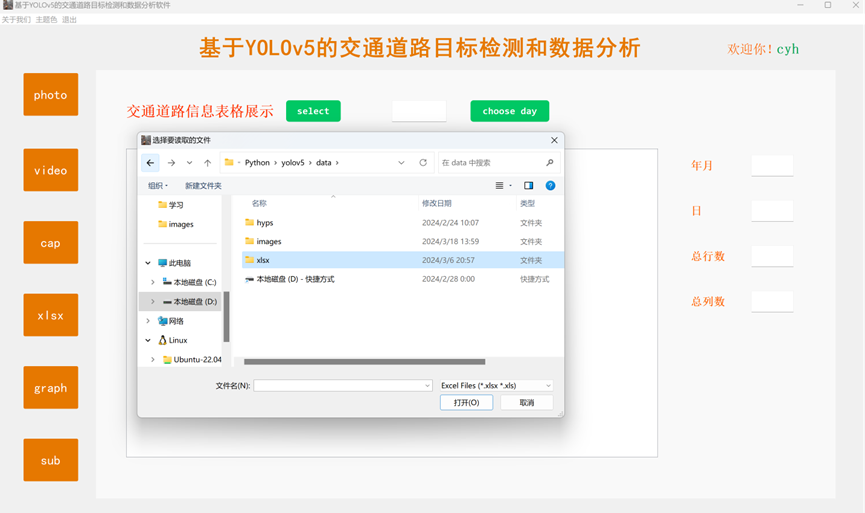 基于YOLOv5的交通道路目标检测和数据分析软件
关于我们 主题色 退出
基于YOLOv5的交通道路目标检测和数据分析
欢迎你! cyh
photo
video
cap
xlsx
graph
sub
交通道路信息表格展示 select choose day
选择要读取的文件
Python › yolov5 › data ›
在 data 中搜索
组织 新建文件夹
学习
images
此电脑
本地磁盘 (C:)
本地磁盘 (D:)
网络
Linux
Ubuntu-22.04
名称 修改日期 类型
hyps 2024/2/24 10:07 文件夹
images 2024/3/18 13:59 文件夹
xlsx 2024/3/6 20:57 文件夹
本地磁盘 (D) - 快捷方式 2024/2/28 0:00 快捷方式
文件名(N): Excel Files (*.xlsx *.xls)
打开(O) 取消
年月
日
总行数
总列数